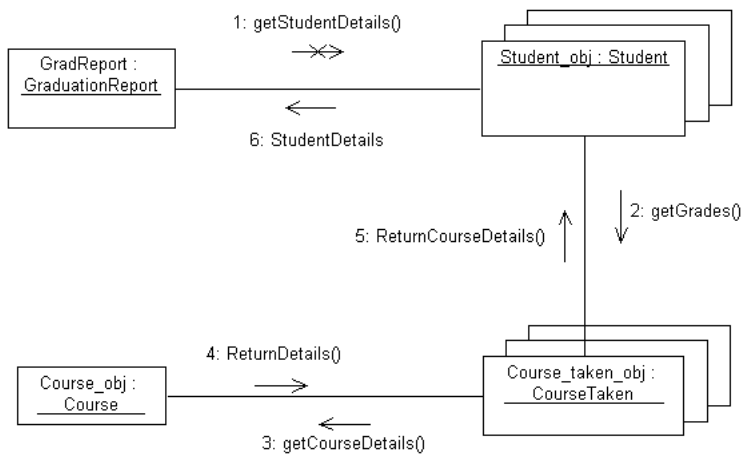 1: getStudentDetails()
GradReport :
GraduationReport
Student_obj : Student
6: StudentDetails
2: getGrades()
5: ReturnCourseDetails()
4: ReturnDetails()
Course_obj :
Course
Course_taken_obj :
CourseTaken
3: getCourseDetails()